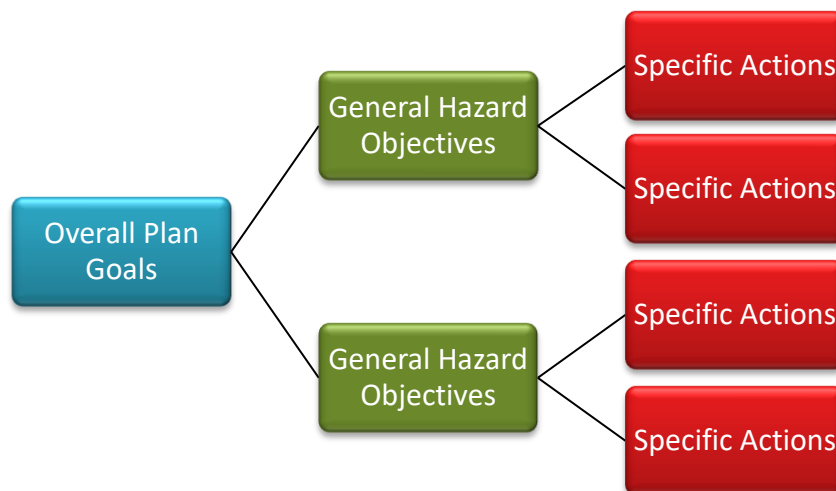 Specific Actions
General Hazard
Objectives
Specific Actions
Overall Plan
Goals
Specific Actions
General Hazard
Objectives
Specific Actions